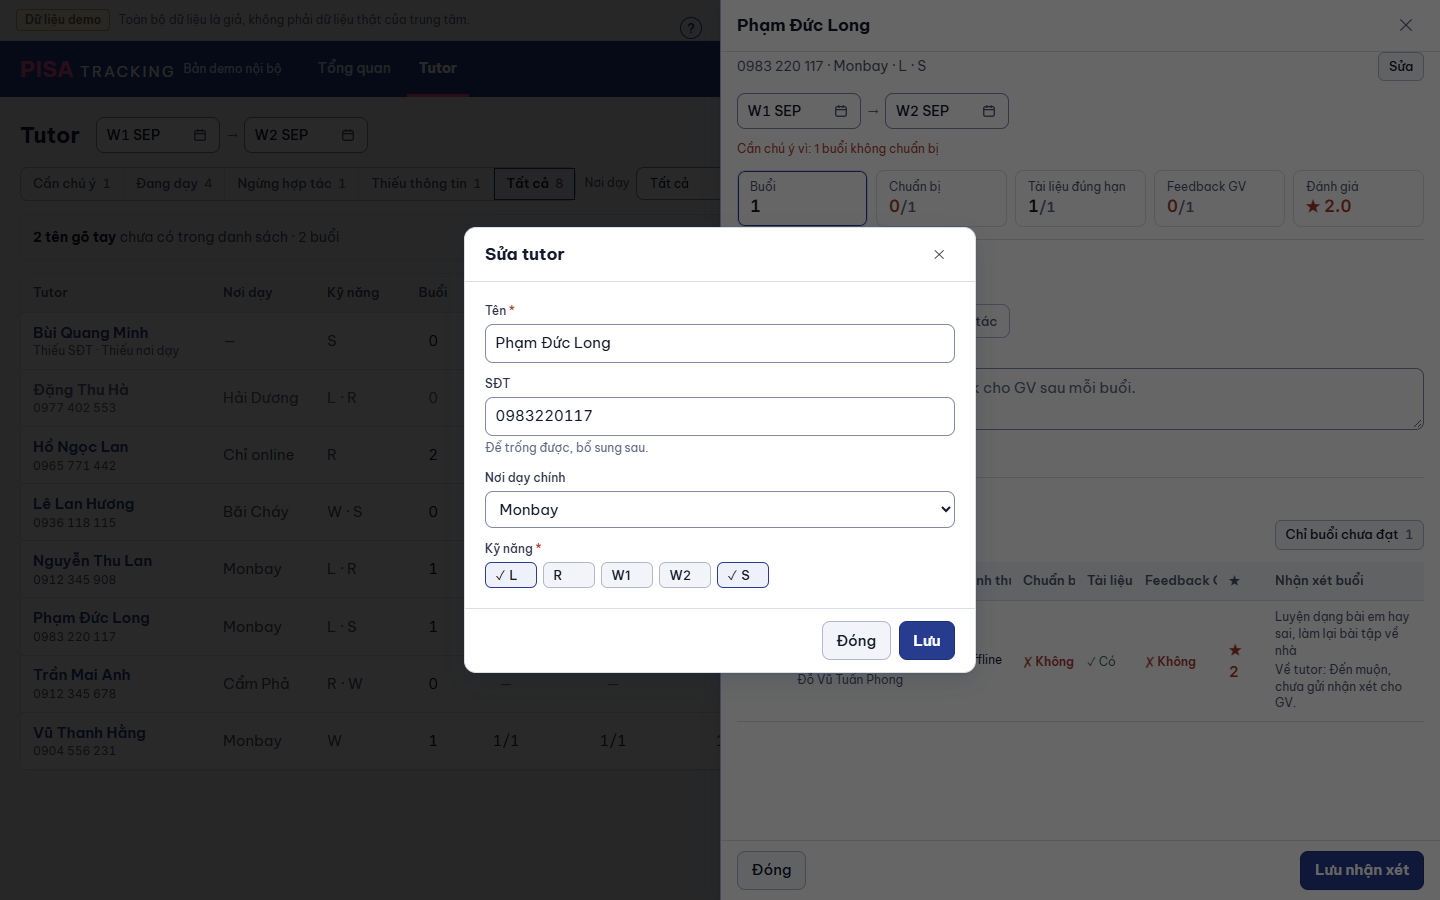 Dữ liệu demo Toàn bộ dữ liệu là giả, không phải dữ liệu thật của trung tâm. ?
PISA TRACKING Bản demo nội bộ Tổng quan Tutor
Tutor W1 SEP → W2 SEP
Cần chú ý 1 Đang dạy 4 Ngừng hợp tác 1 Thiếu thông tin 1 Tất cả 8 Nơi dạy Tất cả
2 tên gõ tay chưa có trong danh sách · 2 buổi
Tutor Nơi dạy Kỹ năng Buổi
Bùi Quang Minh — S 0
Thiếu SĐT · Thiếu nơi dạy
Đặng Thu Hà Hải Dương L · R 0
0977 402 553
Hồ Ngọc Lan Chỉ online R 2
0965 771 442
Lê Lan Hương Bãi Cháy W · S 0
0936 118 115
Nguyễn Thu Lan Monbay L · R 1
0912 345 908
Phạm Đức Long Monbay L · S 1
0983 220 117
Trần Mai Anh Cẩm Phả R · W 0 — —
0912 345 678
Vũ Thanh Hằng Monbay W 1 1/1 1/1
0904 556 231
Phạm Đức Long
0983 220 117 · Monbay · L · S Sửa
W1 SEP → W2 SEP
Cần chú ý vì: 1 buổi không chuẩn bị
Buổi Chuẩn bị Tài liệu đúng hạn Feedback GV Đánh giá
1 0/1 1/1 0/1 ★ 2.0
tác
k cho GV sau mỗi buổi.
Chỉ buổi chưa đạt 1
Chuẩn b Tài liệu Feedback ★ Nhận xét buổi
ffline ✗ Không ✓ Có ✗ Không ★ 2
Đỗ Vũ Tuấn Phong
Luyện dạng bài em hay
sai, làm lại bài tập về
nhà
Về tutor: Đến muộn,
chưa gửi nhận xét cho
GV.
Đóng Lưu nhận xét
Sửa tutor
Tên *
Phạm Đức Long
SĐT
0983220117
Để trống được, bổ sung sau.
Nơi dạy chính
Monbay
Kỹ năng *
✓ L R W1 W2 ✓ S
Đóng Lưu